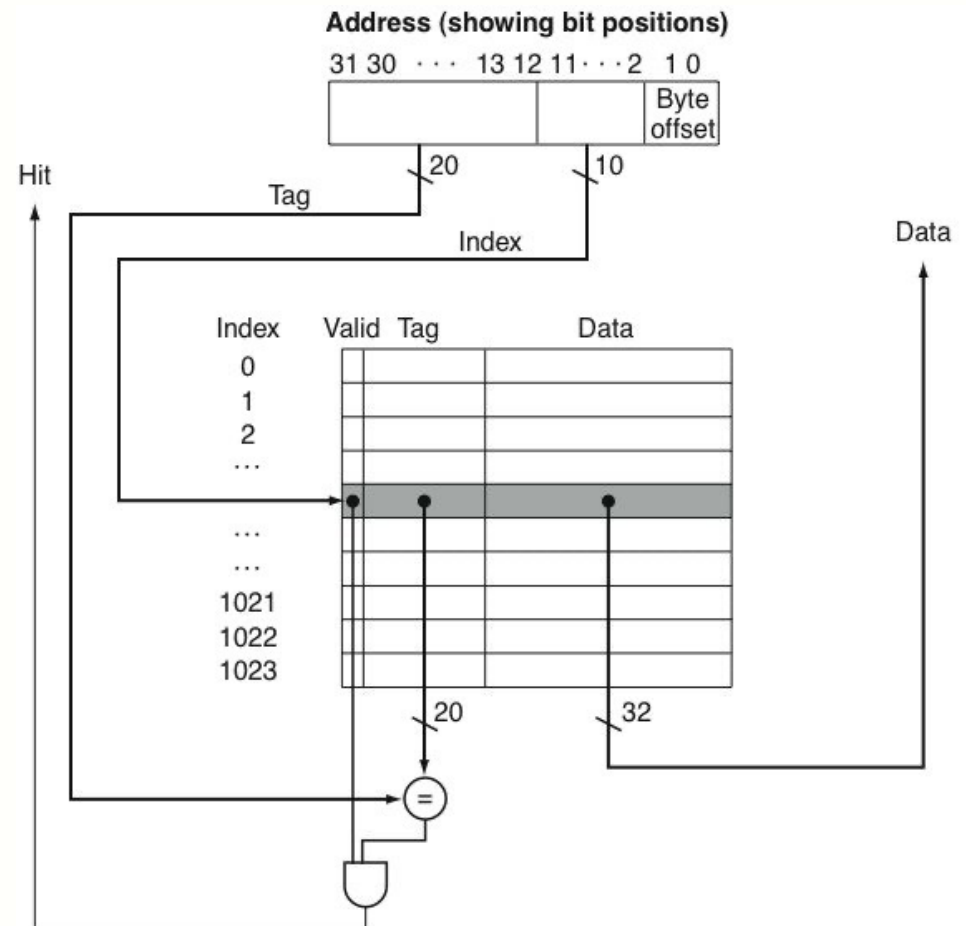 Address (showing bit positions)
31 30 · · · 13 12 11 · · · 2 1 0
Byte
offset
20
10
Hit
Tag
Index
Data
Index Valid Tag Data
0
1
2
...
...
...
1021
1022
1023
20
32
=